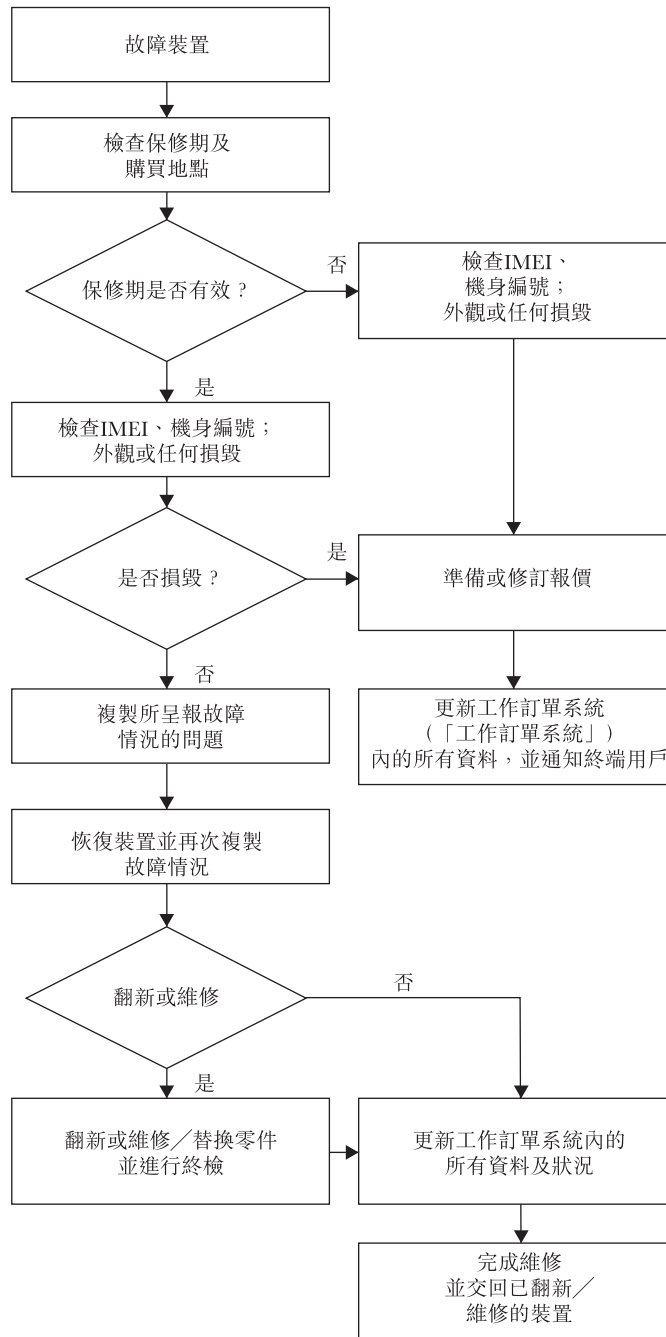 故障裝置
檢查保修期及
購買地點
保修期是否有效？
否
檢查IMEI、
機身編號；
外觀或任何損毀
是
檢查IMEI、機身編號；
外觀或任何損毀
是否損毀？
是
準備或修訂報價
否
更新工作訂單系統
（「工作訂單系統」）
內的所有資料，並通知終端用戶
複製所呈報故障
情況的問題
恢復裝置並再次複製
故障情況
翻新或維修
否
是
翻新或維修／替換零件
並進行終檢
更新工作訂單系統內的
所有資料及狀況
完成維修
並交回已翻新／
維修的裝置